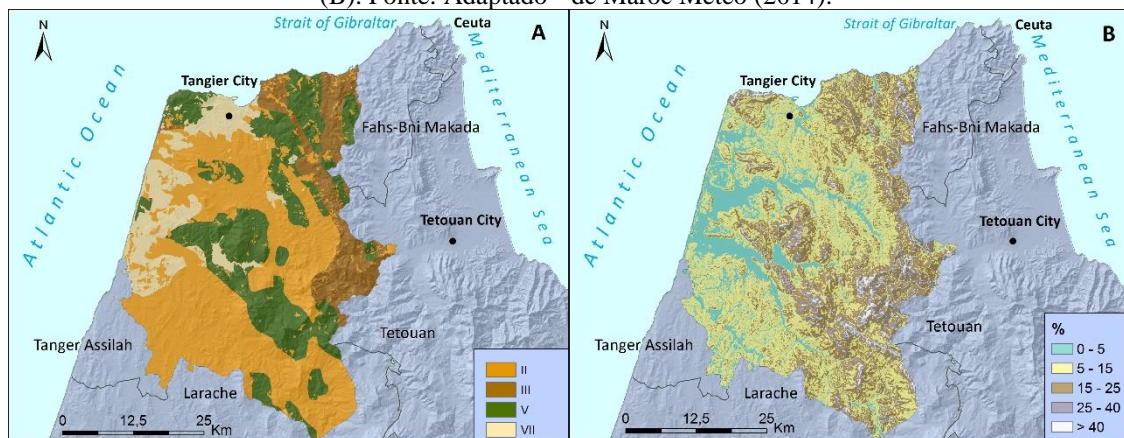 (B). Fonte: Adaptado de Maroc Meteo (2014).
N
Strait of Gibraltar
Ceuta
A
Tangier City
Atlantic Ocean
Mediterranean Sea
Fahs-Bni Makada
Tetouan City
Tanger Assilah
Tetouan
Larache
II
III
V
VII
0 12,5 25
Km
N
Strait of Gibraltar
Ceuta
B
Tangier City
Atlantic Ocean
Mediterranean Sea
Fahs-Bni Makada
Tetouan City
Tanger Assilah
Tetouan
Larache
%
0 - 5
5 - 15
15 - 25
25 - 40
> 40
0 12,5 25
Km